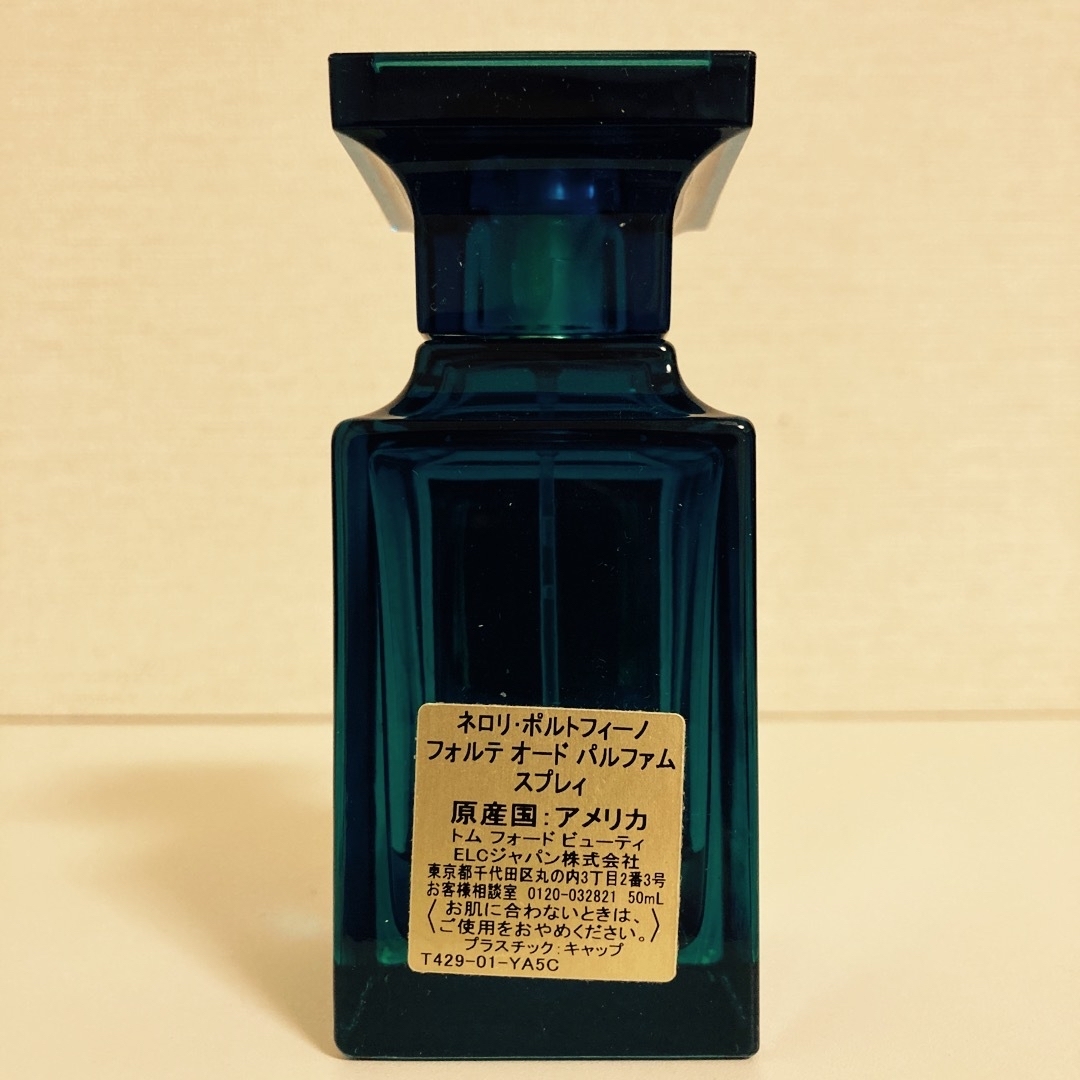 ネロリ・ポルトフィーノ
フォルテ オード パルファム
スプレィ
原産国:アメリカ
トム フォード ビューティ
ELCジャパン株式会社
東京都千代田区丸の内3丁目2番3号
お客様相談室 0120-032821 50mL
〈お肌に合わないときは、
ご使用をおやめください。〉
プラスチック:キャップ
T429-01-YA5C